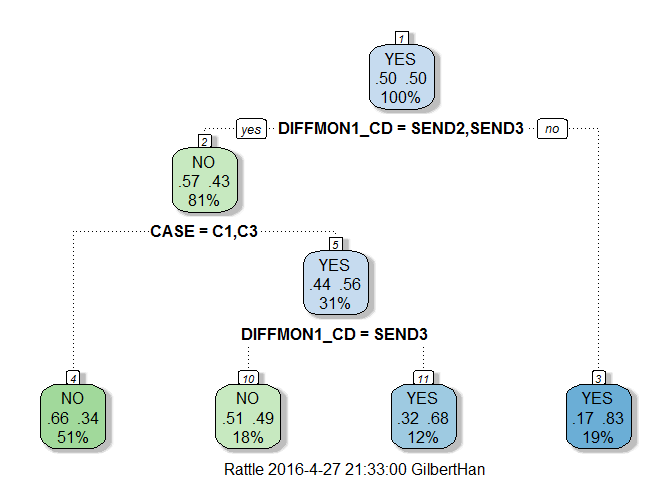 1
YES
.50 .50
100%
yes DIFFMON1_CD = SEND2,SEND3 no
2
NO
.57 .43
81%
CASE = C1,C3
5
YES
.44 .56
31%
DIFFMON1_CD = SEND3
4
NO
.66 .34
51%
10
NO
.51 .49
18%
11
YES
.32 .68
12%
3
YES
.17 .83
19%
Rattle 2016-4-27 21:33:00 GilbertHan